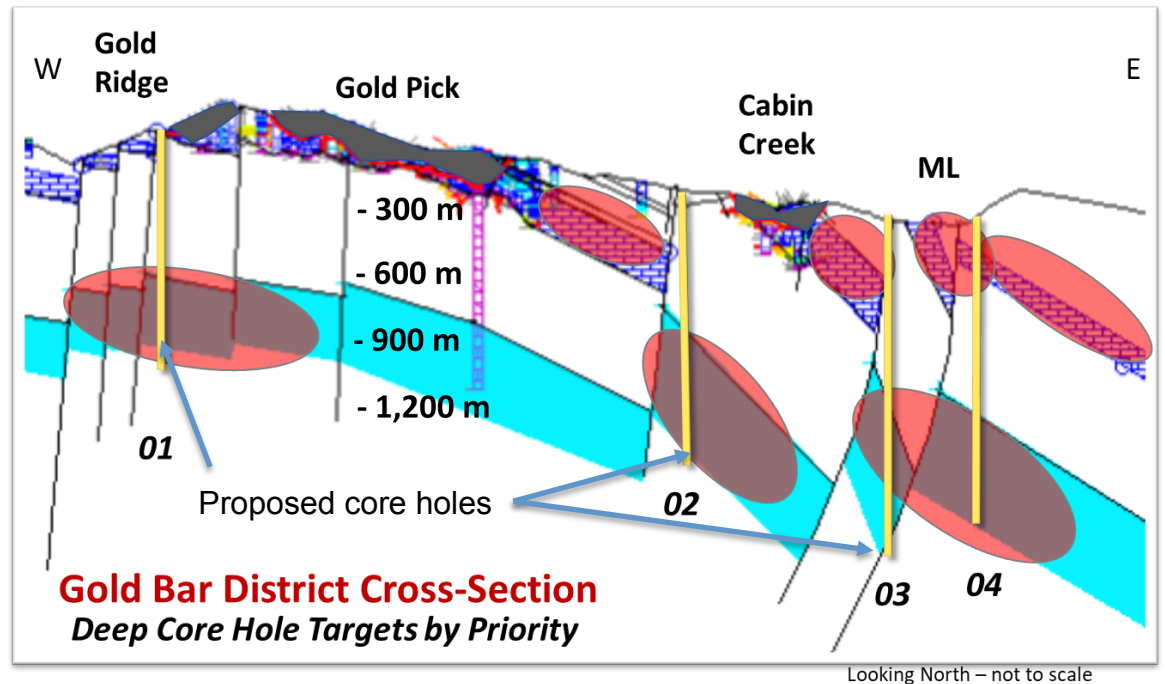 Gold
Ridge
W
Gold Pick
E
Cabin
Creek
ML
- 300 m
- 600 m
- 900 m
- 1,200 m
01
Proposed core holes
02
03
04
Gold Bar District Cross-Section
Deep Core Hole Targets by Priority
Looking North – not to scale